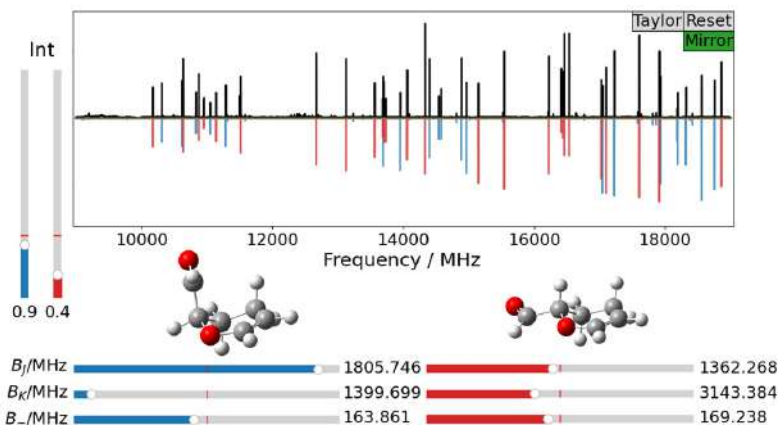 Taylor Reset
Mirror
Int
10000 12000 14000 16000 18000
Frequency / MHz
0.9 0.4
B_J/MHz 1805.746 1362.268
B_K/MHz 1399.699 3143.384
B_−/MHz 163.861 169.238